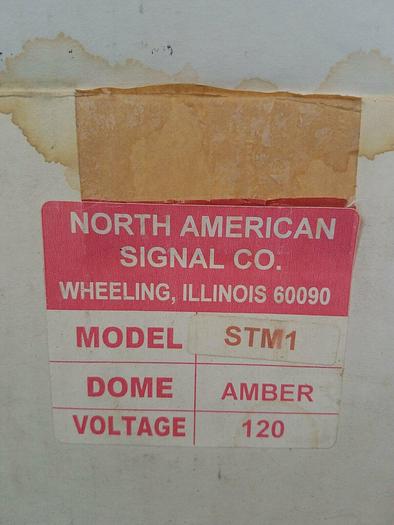 NORTH AMERICAN
SIGNAL CO.
WHEELING, ILLINOIS 60090
MODEL STM1
DOME AMBER
VOLTAGE 120